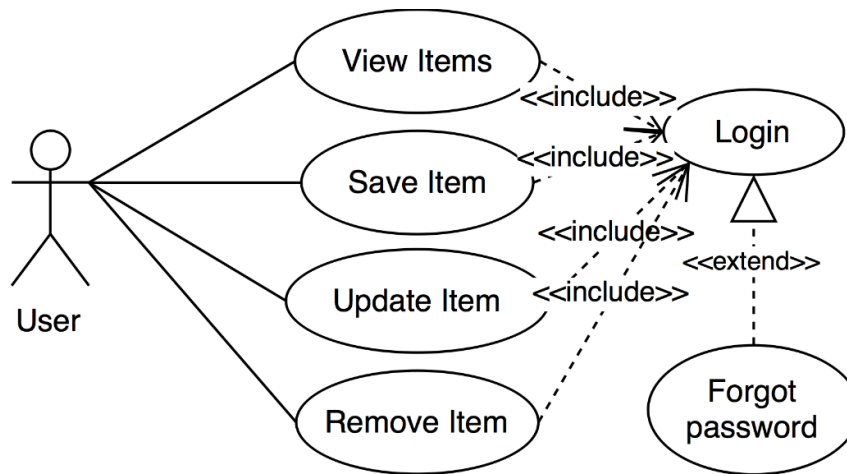 View Items
<<include>>
Login
Save Item
<<include>>
<<include>>
<<extend>>
Update Item
<<include>>
User
Remove Item
Forgot
password